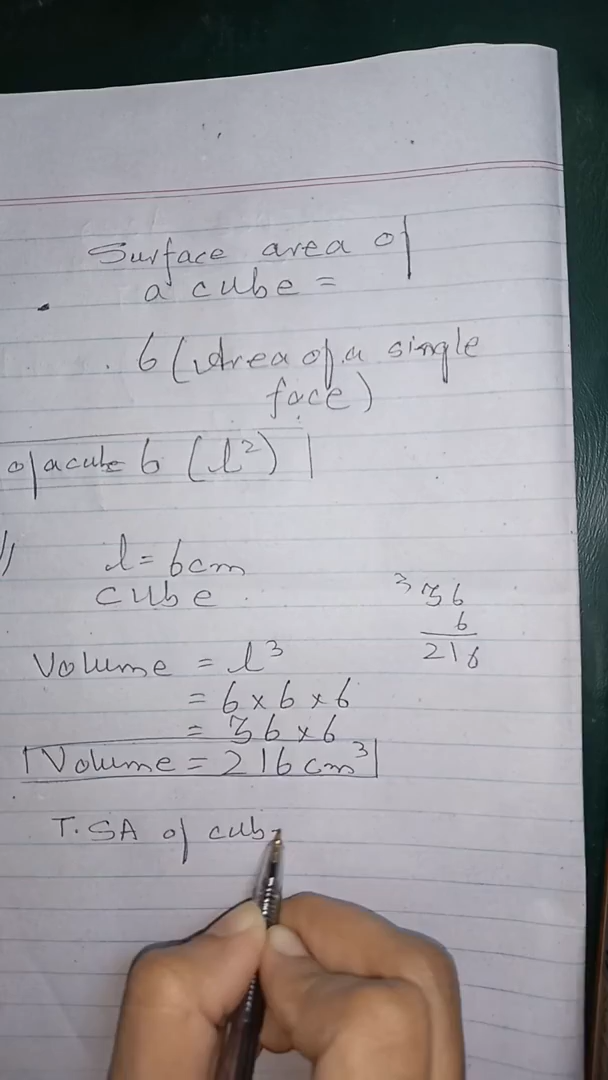 Surface area of
a cube =
6 (Area of a single
face)
of a cube 6 (l²)
l = 6cm
cube
3 36
6
216
Volume = l³
= 6 × 6 × 6
= 36 × 6
Volume = 216 cm³
T.SA of cub